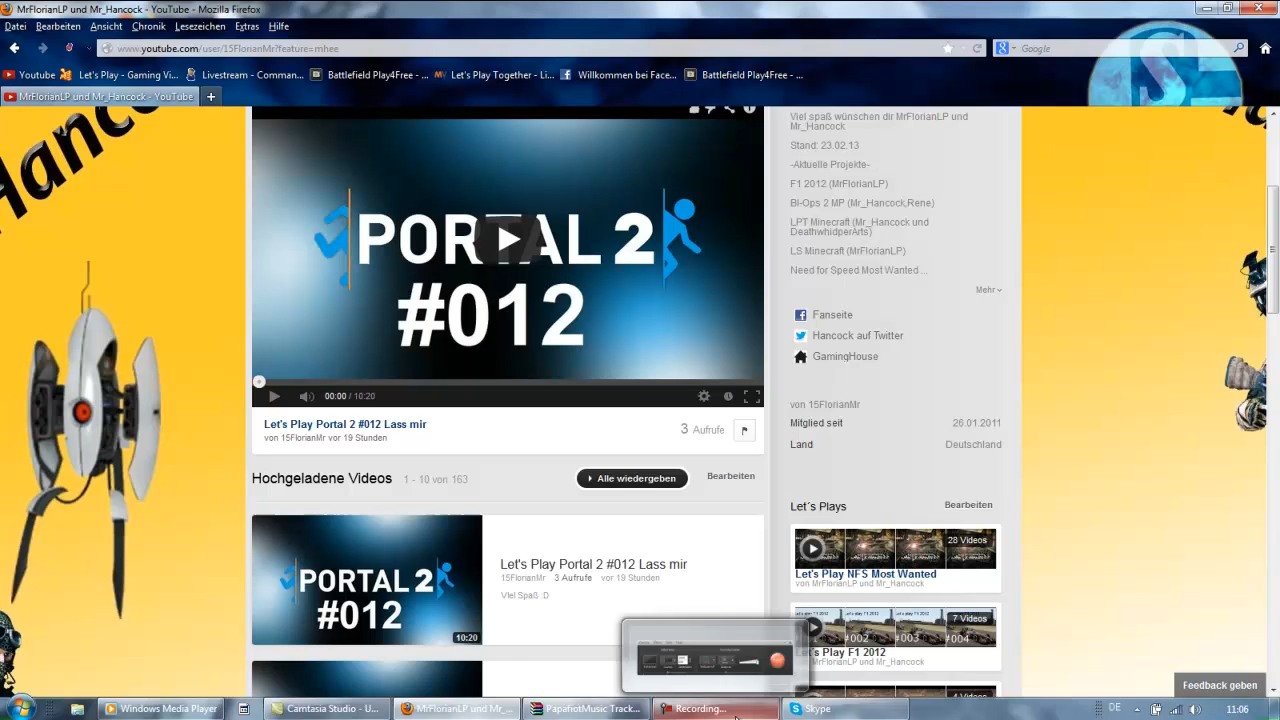 MrFlorianLP und Mr_Hancock - YouTube - Mozilla Firefox
Datei Bearbeiten Ansicht Chronik Lesezeichen Extras Hilfe
www.youtube.com/user/15FlorianMr?feature=mhee
Google
Youtube Let's Play - Gaming Vi... Livestream - Comman... Battlefield Play4Free - ... Let's Play Together - Li... Willkommen bei Face... Battlefield Play4Free - ...
MrFlorianLP und Mr_Hancock - YouTube
Hancock
Viel spaß wünschen dir MrFlorianLP und
Mr_Hancock
Stand: 23.02.13
-Aktuelle Projekte-
F1 2012 (MrFlorianLP)
Bl-Ops 2 MP (Mr_Hancock,Rene)
LPT Minecraft (Mr_Hancock und
DeathwhidperArts)
LS Minecraft (MrFlorianLP)
Need for Speed Most Wanted ...
Mehr
PORTAL 2
#012
00:00 / 10:20
Fanseite
Hancock auf Twitter
GamingHouse
Let's Play Portal 2 #012 Lass mir
von 15FlorianMr vor 19 Stunden
3 Aufrufe
von 15FlorianMr
Mitglied seit 26.01.2011
Land Deutschland
Hochgeladene Videos 1 - 10 von 163
Alle wiedergeben
Bearbeiten
PORTAL 2
#012
10:20
Let's Play Portal 2 #012 Lass mir
15FlorianMr 3 Aufrufe vor 19 Stunden
Viel Spaß :D
Let´s Plays
Bearbeiten
28 Videos
Let's Play NFS Most Wanted
von MrFlorianLP und Mr_Hancock
7 Videos
#002 #003 #004
Let's Play F1 2012
von MrFlorianLP und Mr_Hancock
Feedback geben
Windows Media Player
Camtasia Studio - U...
MrFlorianLP und Mr_...
PapafiotMusic Track...
Recording...
Skype
DE
11:06